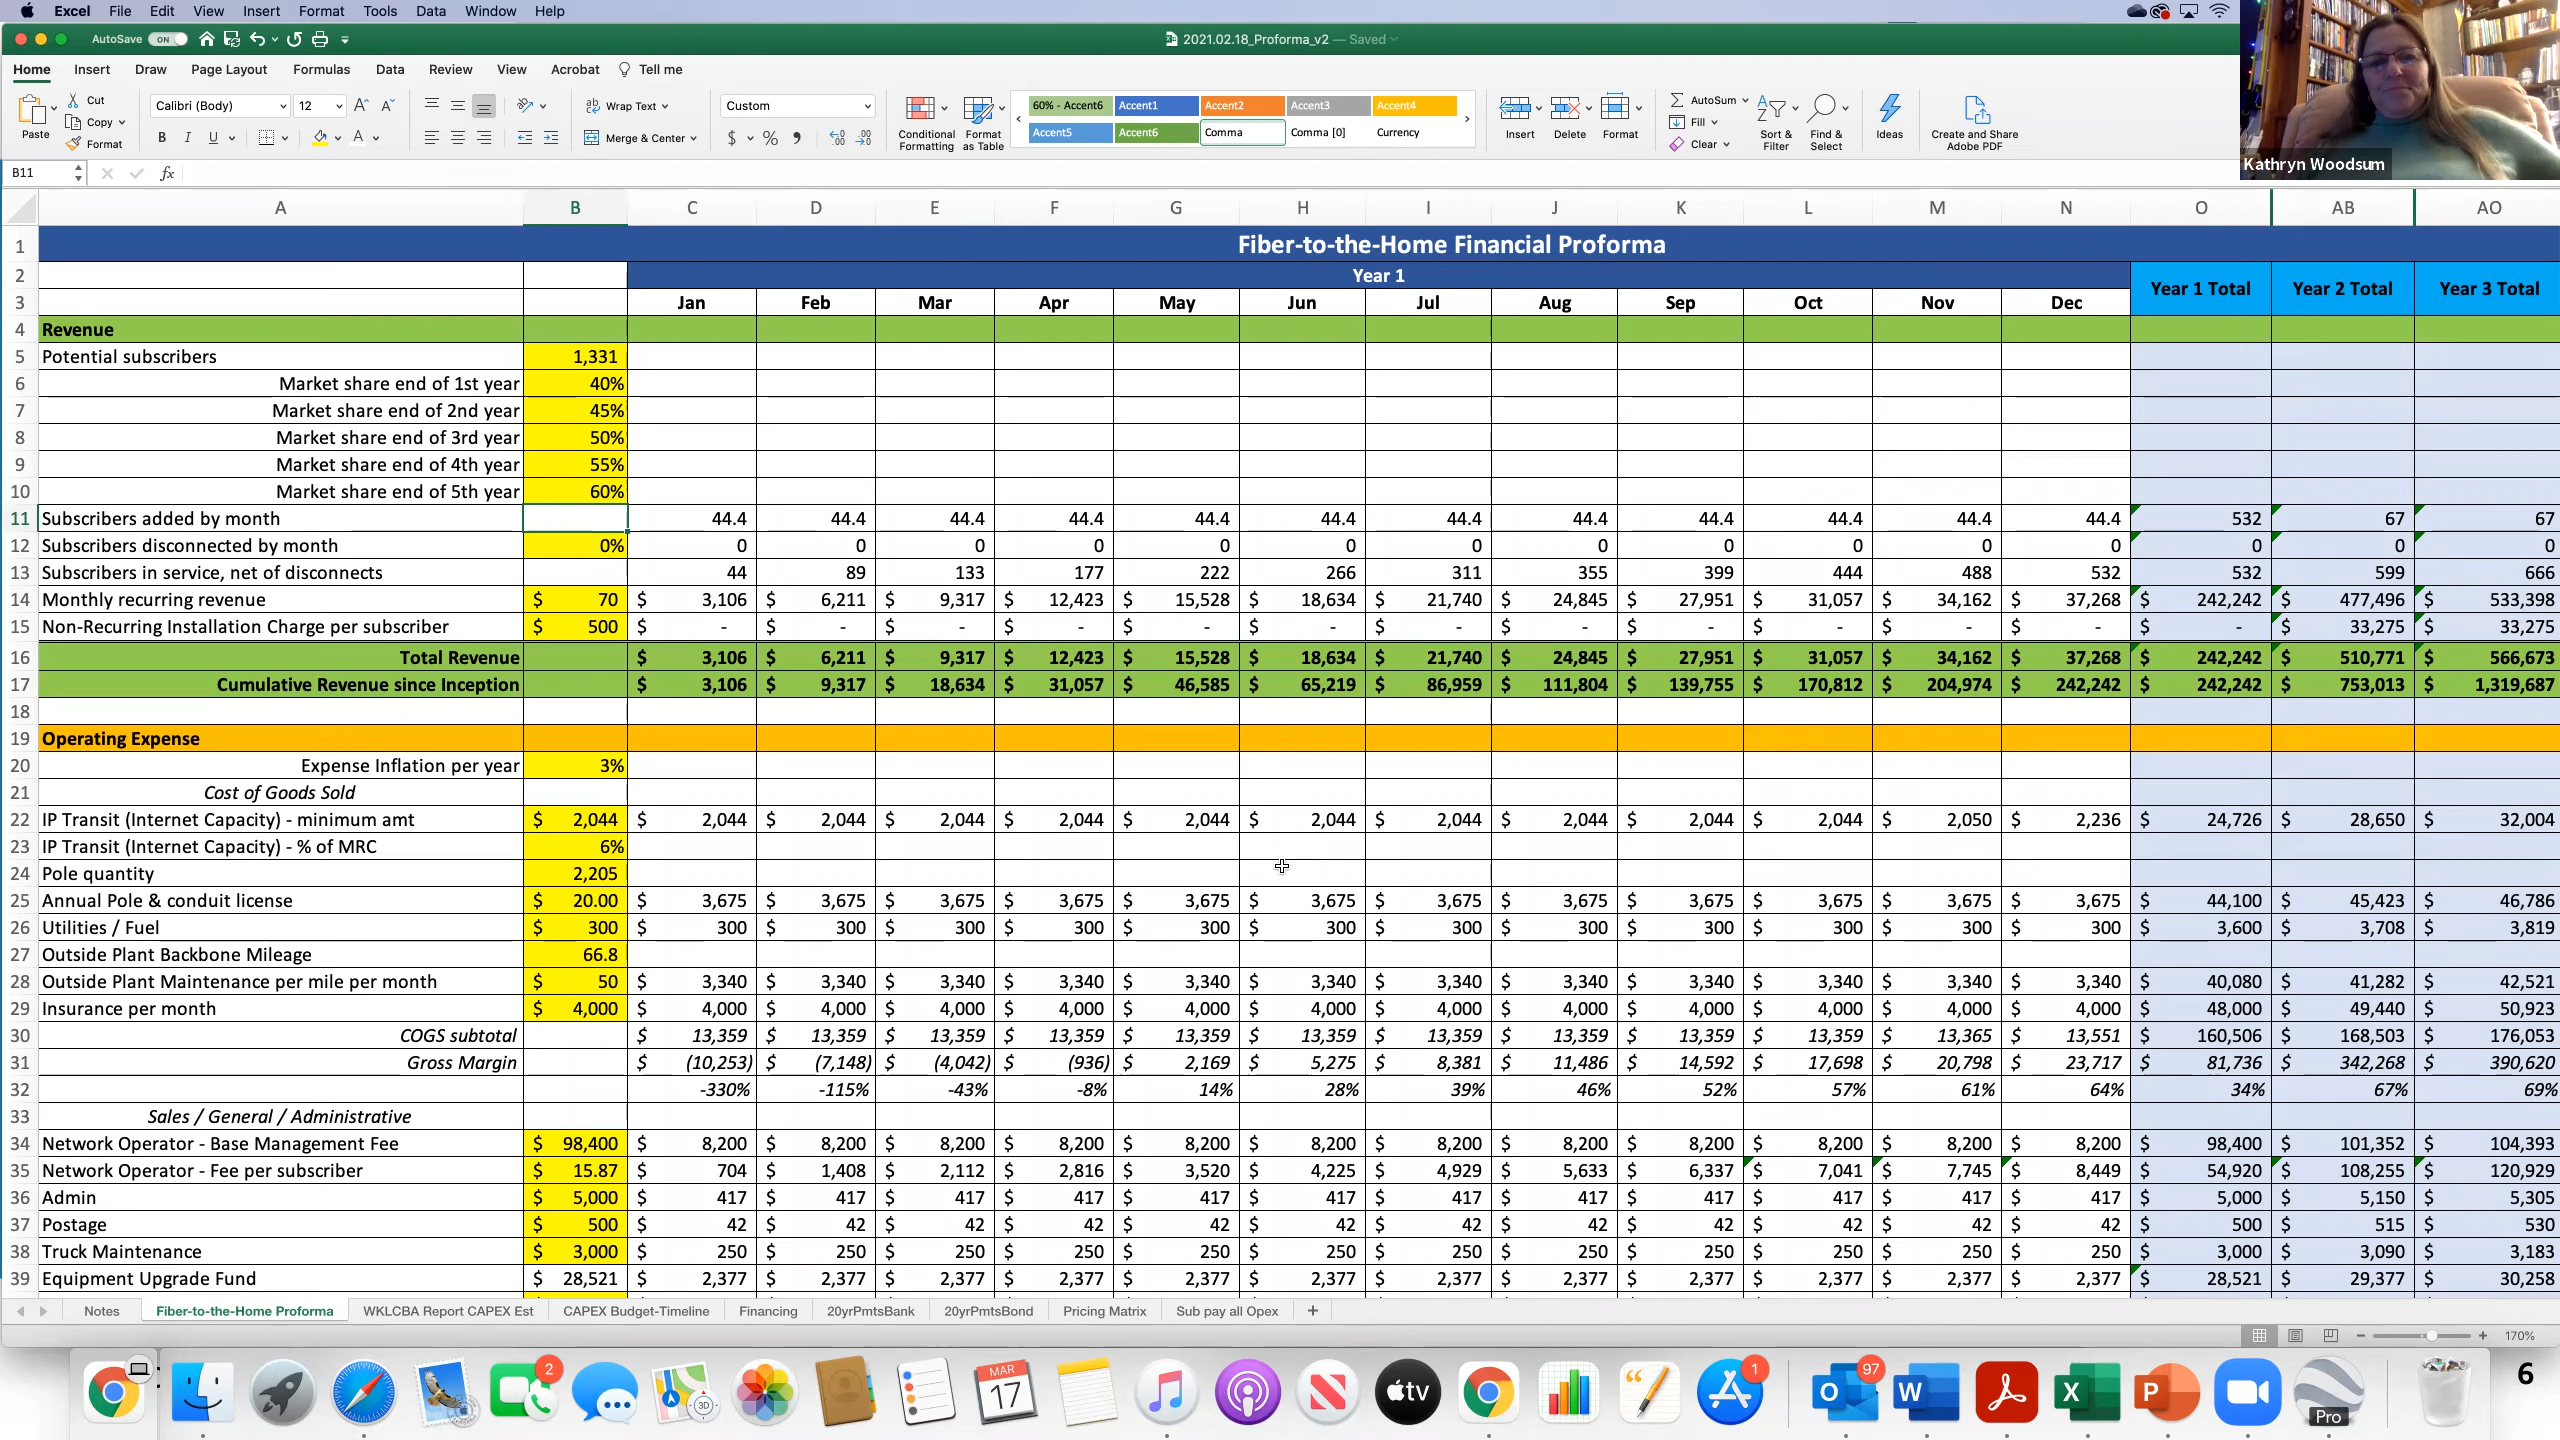 Excel File Edit View Insert Format Tools Data Window Help
AutoSave ON 2021.02.18_Proforma_v2 — Saved
Home Insert Draw Page Layout Formulas Data Review View Acrobat Tell me
Paste Cut Copy Format Calibri (Body) 12 Wrap Text Merge & Center Custom Conditional Formatting Format as Table 60% - Accent6 Accent1 Accent2 Accent3 Accent4 Accent5 Accent6 Comma Comma [0] Currency Insert Delete Format AutoSum Fill Clear Sort & Filter Find & Select Ideas Create and Share Adobe PDF
Kathryn Woodsum
B11 fx
A B C D E F G H I J K L M N O AB AO
1 Fiber-to-the-Home Financial Proforma
2 Year 1 Year 1 Total Year 2 Total Year 3 Total
3 Jan Feb Mar Apr May Jun Jul Aug Sep Oct Nov Dec
4 Revenue
5 Potential subscribers 1,331
6 Market share end of 1st year 40%
7 Market share end of 2nd year 45%
8 Market share end of 3rd year 50%
9 Market share end of 4th year 55%
10 Market share end of 5th year 60%
11 Subscribers added by month 44.4 44.4 44.4 44.4 44.4 44.4 44.4 44.4 44.4 44.4 44.4 44.4 532 67 67
12 Subscribers disconnected by month 0% 0 0 0 0 0 0 0 0 0 0 0 0 0 0 0
13 Subscribers in service, net of disconnects 44 89 133 177 222 266 311 355 399 444 488 532 532 599 666
14 Monthly recurring revenue $ 70 $ 3,106 $ 6,211 $ 9,317 $ 12,423 $ 15,528 $ 18,634 $ 21,740 $ 24,845 $ 27,951 $ 31,057 $ 34,162 $ 37,268 $ 242,242 $ 477,496 $ 533,398
15 Non-Recurring Installation Charge per subscriber $ 500 $ - $ - $ - $ - $ - $ - $ - $ - $ - $ - $ - $ - $ - $ 33,275 $ 33,275
16 Total Revenue $ 3,106 $ 6,211 $ 9,317 $ 12,423 $ 15,528 $ 18,634 $ 21,740 $ 24,845 $ 27,951 $ 31,057 $ 34,162 $ 37,268 $ 242,242 $ 510,771 $ 566,673
17 Cumulative Revenue since Inception $ 3,106 $ 9,317 $ 18,634 $ 31,057 $ 46,585 $ 65,219 $ 86,959 $ 111,804 $ 139,755 $ 170,812 $ 204,974 $ 242,242 $ 242,242 $ 753,013 $ 1,319,687
18
19 Operating Expense
20 Expense Inflation per year 3%
21 Cost of Goods Sold
22 IP Transit (Internet Capacity) - minimum amt $ 2,044 $ 2,044 $ 2,044 $ 2,044 $ 2,044 $ 2,044 $ 2,044 $ 2,044 $ 2,044 $ 2,044 $ 2,044 $ 2,050 $ 2,236 $ 24,726 $ 28,650 $ 32,004
23 IP Transit (Internet Capacity) - % of MRC 6%
24 Pole quantity 2,205
25 Annual Pole & conduit license $ 20.00 $ 3,675 $ 3,675 $ 3,675 $ 3,675 $ 3,675 $ 3,675 $ 3,675 $ 3,675 $ 3,675 $ 3,675 $ 3,675 $ 3,675 $ 44,100 $ 45,423 $ 46,786
26 Utilities / Fuel $ 300 $ 300 $ 300 $ 300 $ 300 $ 300 $ 300 $ 300 $ 300 $ 300 $ 300 $ 300 $ 300 $ 3,600 $ 3,708 $ 3,819
27 Outside Plant Backbone Mileage 66.8
28 Outside Plant Maintenance per mile per month $ 50 $ 3,340 $ 3,340 $ 3,340 $ 3,340 $ 3,340 $ 3,340 $ 3,340 $ 3,340 $ 3,340 $ 3,340 $ 3,340 $ 3,340 $ 40,080 $ 41,282 $ 42,521
29 Insurance per month $ 4,000 $ 4,000 $ 4,000 $ 4,000 $ 4,000 $ 4,000 $ 4,000 $ 4,000 $ 4,000 $ 4,000 $ 4,000 $ 4,000 $ 4,000 $ 48,000 $ 49,440 $ 50,923
30 COGS subtotal $ 13,359 $ 13,359 $ 13,359 $ 13,359 $ 13,359 $ 13,359 $ 13,359 $ 13,359 $ 13,359 $ 13,359 $ 13,365 $ 13,551 $ 160,506 $ 168,503 $ 176,053
31 Gross Margin $ (10,253) $ (7,148) $ (4,042) $ (936) $ 2,169 $ 5,275 $ 8,381 $ 11,486 $ 14,592 $ 17,698 $ 20,798 $ 23,717 $ 81,736 $ 342,268 $ 390,620
32 -330% -115% -43% -8% 14% 28% 39% 46% 52% 57% 61% 64% 34% 67% 69%
33 Sales / General / Administrative
34 Network Operator - Base Management Fee $ 98,400 $ 8,200 $ 8,200 $ 8,200 $ 8,200 $ 8,200 $ 8,200 $ 8,200 $ 8,200 $ 8,200 $ 8,200 $ 8,200 $ 8,200 $ 98,400 $ 101,352 $ 104,393
35 Network Operator - Fee per subscriber $ 15.87 $ 704 $ 1,408 $ 2,112 $ 2,816 $ 3,520 $ 4,225 $ 4,929 $ 5,633 $ 6,337 $ 7,041 $ 7,745 $ 8,449 $ 54,920 $ 108,255 $ 120,929
36 Admin $ 5,000 $ 417 $ 417 $ 417 $ 417 $ 417 $ 417 $ 417 $ 417 $ 417 $ 417 $ 417 $ 417 $ 5,000 $ 5,150 $ 5,305
37 Postage $ 500 $ 42 $ 42 $ 42 $ 42 $ 42 $ 42 $ 42 $ 42 $ 42 $ 42 $ 42 $ 42 $ 500 $ 515 $ 530
38 Truck Maintenance $ 3,000 $ 250 $ 250 $ 250 $ 250 $ 250 $ 250 $ 250 $ 250 $ 250 $ 250 $ 250 $ 250 $ 3,000 $ 3,090 $ 3,183
39 Equipment Upgrade Fund $ 28,521 $ 2,377 $ 2,377 $ 2,377 $ 2,377 $ 2,377 $ 2,377 $ 2,377 $ 2,377 $ 2,377 $ 2,377 $ 2,377 $ 2,377 $ 28,521 $ 29,377 $ 30,258
Notes Fiber-to-the-Home Proforma WKLCBA Report CAPEX Est CAPEX Budget-Timeline Financing 20yrPmtsBank 20yrPmtsBond Pricing Matrix Sub pay all Opex +
170%
2 3D MAR 17 tv 1 97 O W X P Pro 6